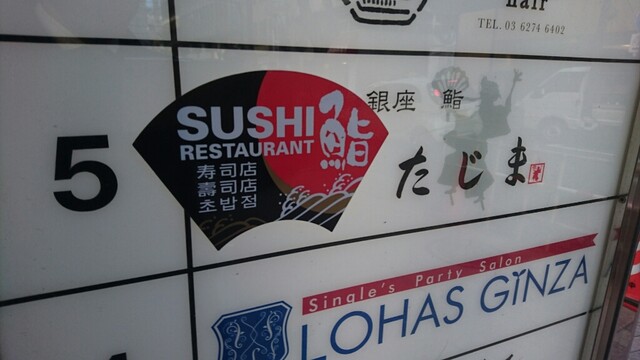 Hair
TEL. 03 6274 6402
5
SUSHI
RESTAURANT
鮨
寿司店
壽司店
초밥점
銀座 鮨
たじま
Single's Party Salon
LOHAS GINZA